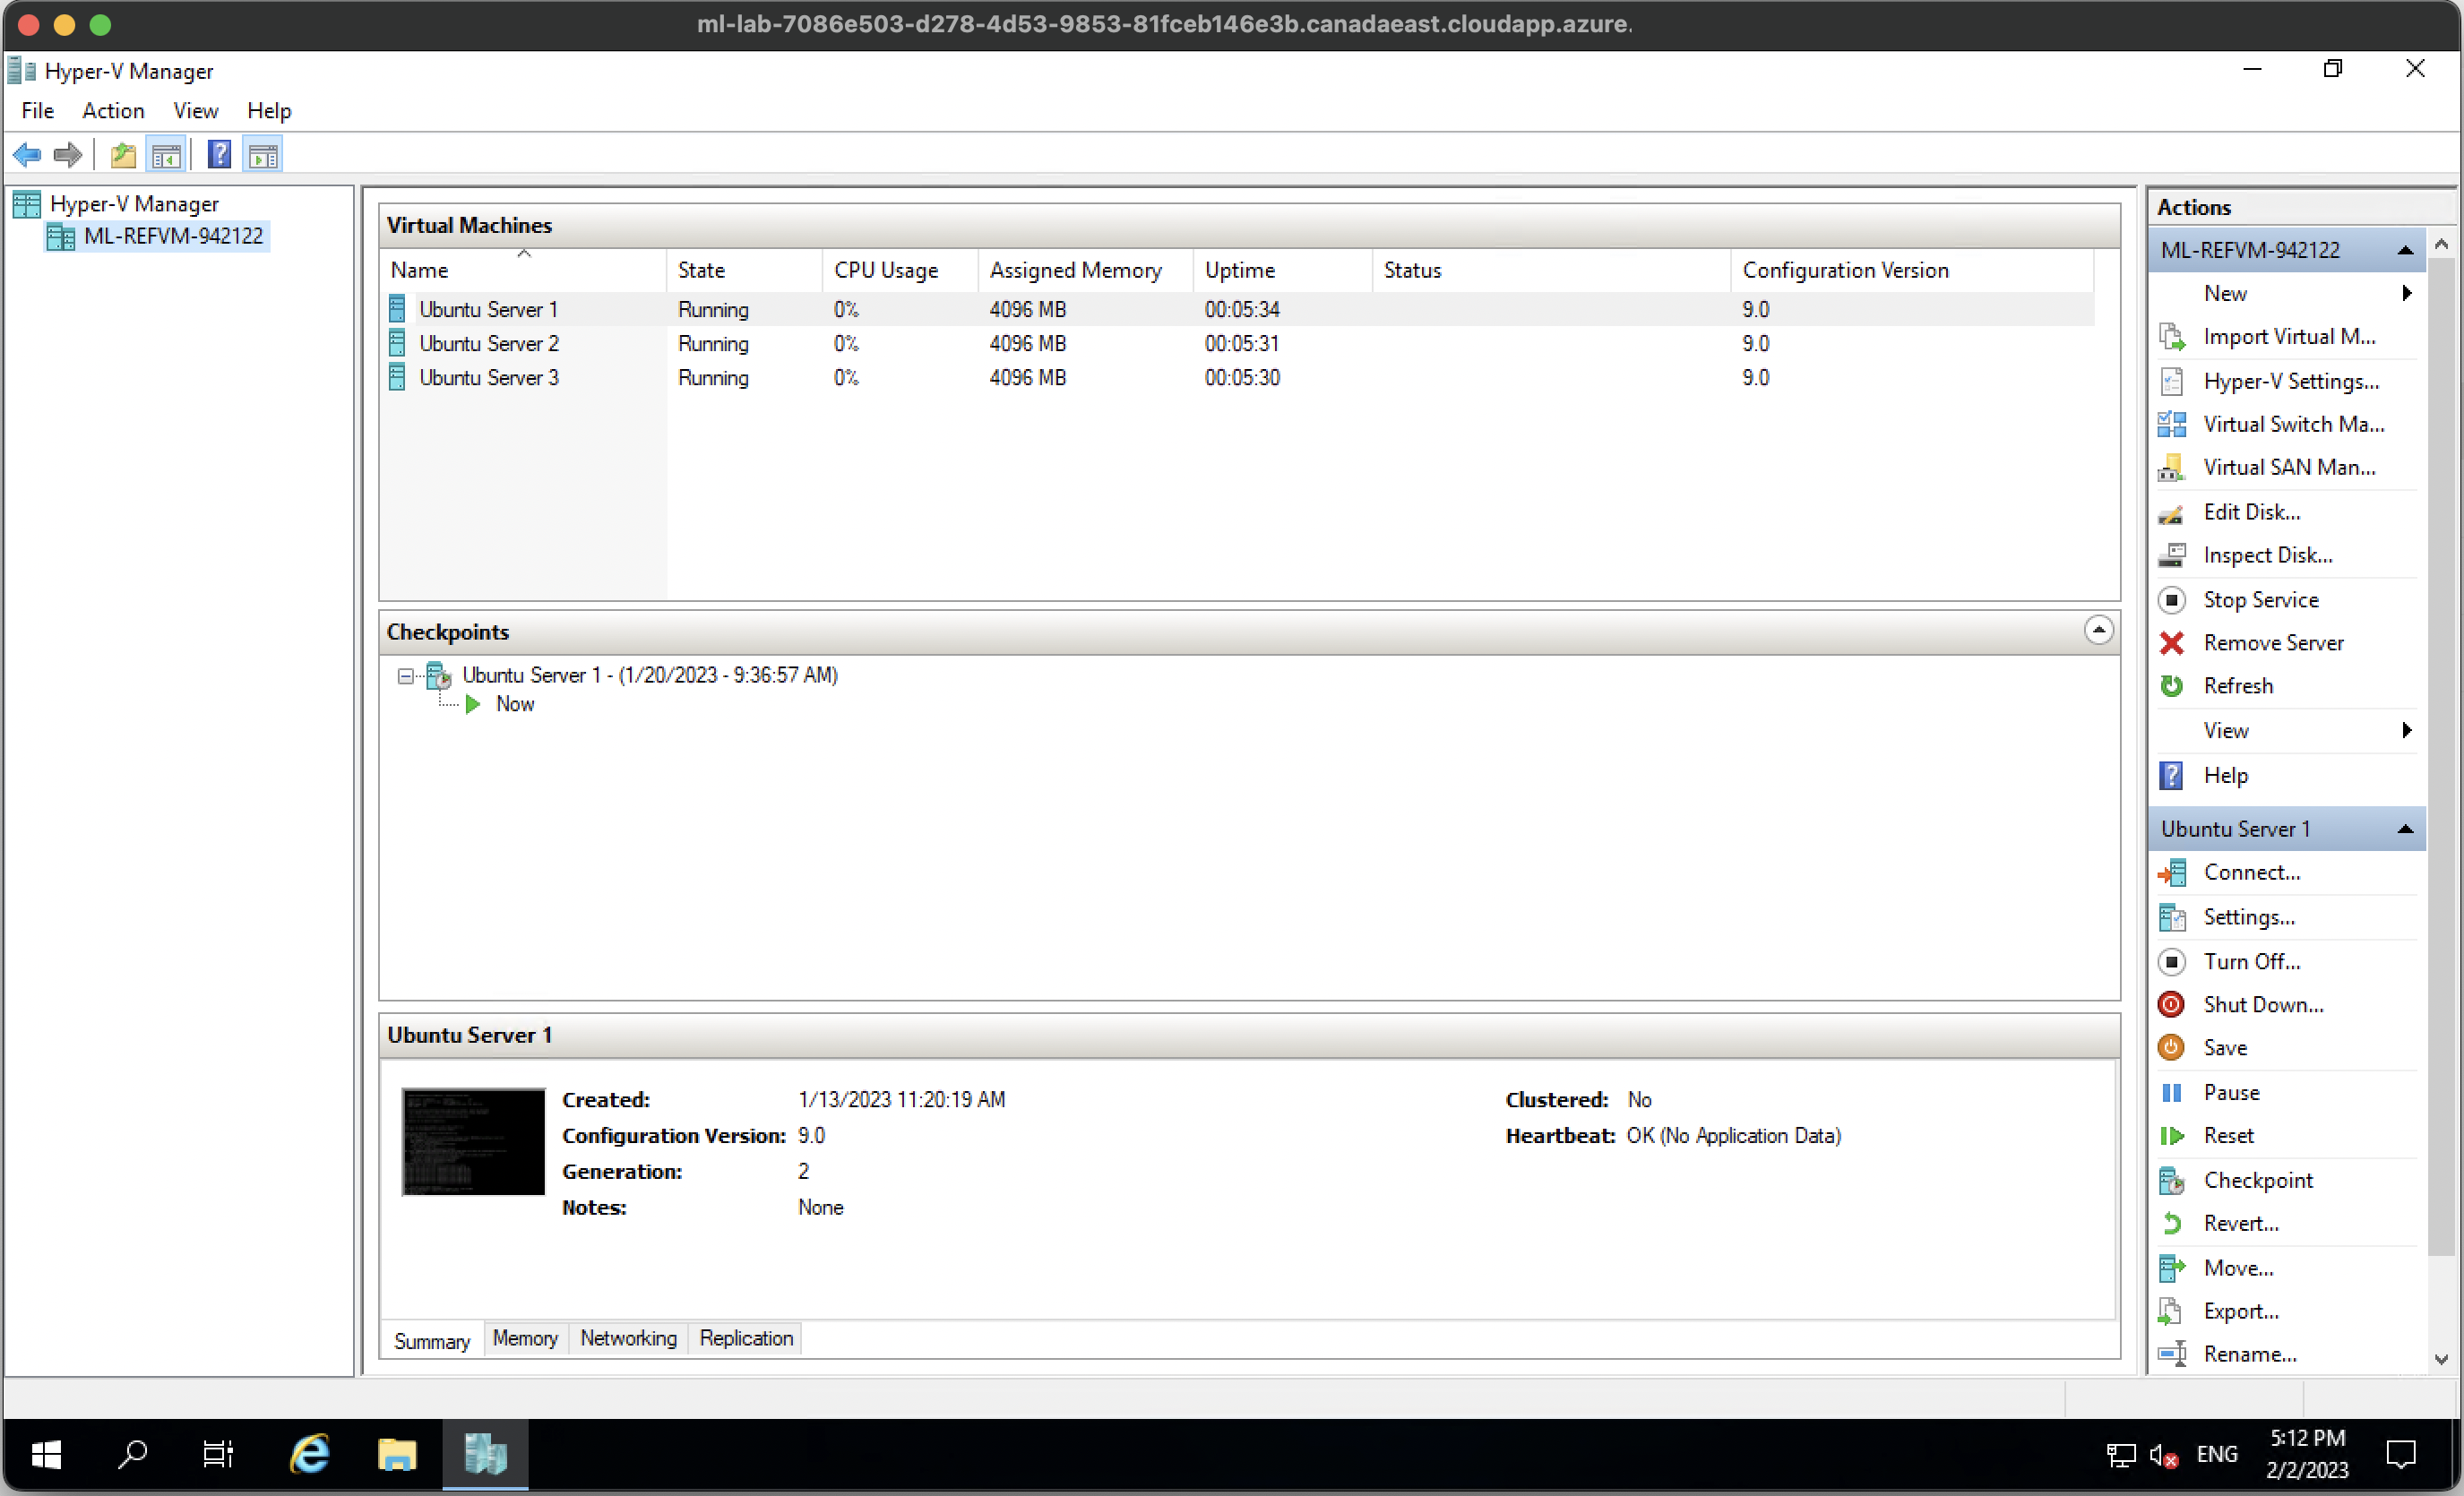 ml-lab-7086e503-d278-4d53-9853-81fceb146e3b.canadaeast.cloudapp.azure.
Hyper-V Manager
File Action View Help
Hyper-V Manager
ML-REFVM-942122
Virtual Machines
Name State CPU Usage Assigned Memory Uptime Status Configuration Version
Ubuntu Server 1 Running 0% 4096 MB 00:05:34 9.0
Ubuntu Server 2 Running 0% 4096 MB 00:05:31 9.0
Ubuntu Server 3 Running 0% 4096 MB 00:05:30 9.0
Checkpoints
Ubuntu Server 1 - (1/20/2023 - 9:36:57 AM)
Now
Ubuntu Server 1
Created: 1/13/2023 11:20:19 AM Clustered: No
Configuration Version: 9.0 Heartbeat: OK (No Application Data)
Generation: 2
Notes: None
Summary Memory Networking Replication
Actions
ML-REFVM-942122
New
Import Virtual M...
Hyper-V Settings...
Virtual Switch Ma...
Virtual SAN Man...
Edit Disk...
Inspect Disk...
Stop Service
Remove Server
Refresh
View
Help
Ubuntu Server 1
Connect...
Settings...
Turn Off...
Shut Down...
Save
Pause
Reset
Checkpoint
Revert...
Move...
Export...
Rename...
ENG
5:12 PM
2/2/2023